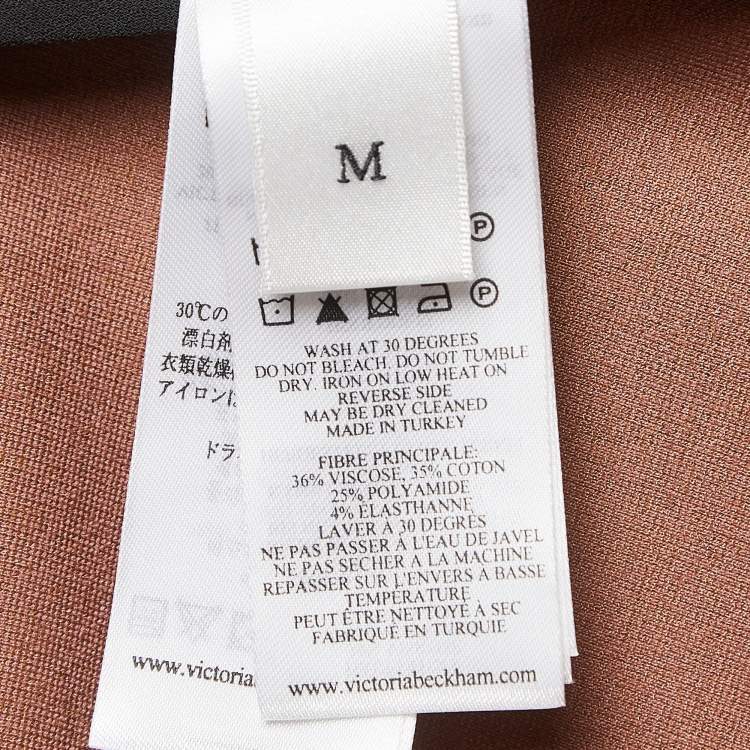 M
P
P
30℃の
漂白剤
衣類乾燥
アイロンは
ドラ
www.victoria
WASH AT 30 DEGREES
DO NOT BLEACH. DO NOT TUMBLE
DRY. IRON ON LOW HEAT ON
REVERSE SIDE
MAY BE DRY CLEANED
MADE IN TURKEY
FIBRE PRINCIPALE:
36% VISCOSE, 35% COTON
25% POLYAMIDE
4% ÉLASTHANNE
LAVER À 30 DEGRÉS
NE PAS PASSER À L'EAU DE JAVEL
NE PAS SECHER A LA MACHINE
REPASSER SUR L'ENVERS A BASSE
TEMPÉRATURE
PEUT ÊTRE NETTOYÉ À SEC
FABRIQUÉ EN TURQUIE
www.victoriabeckham.com